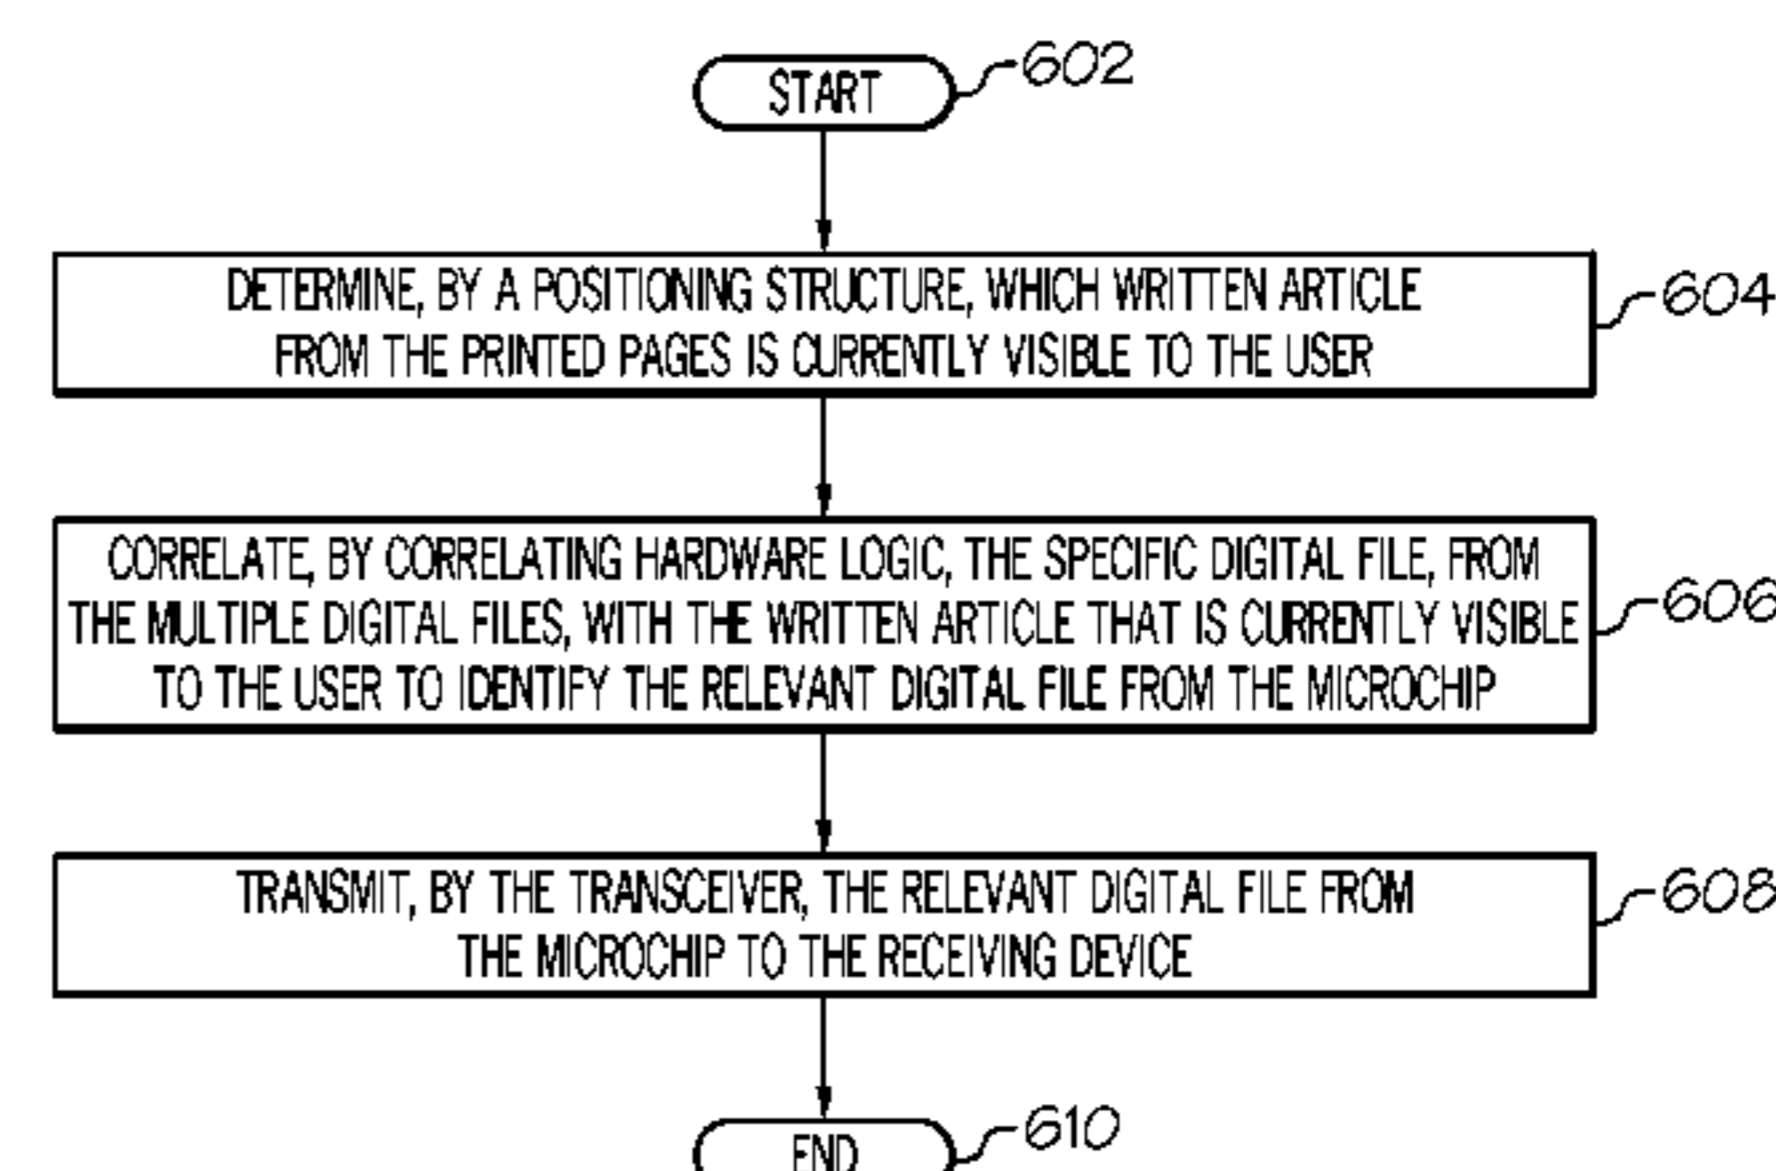 START
602
DETERMINE, BY A POSITIONING STRUCTURE, WHICH WRITTEN ARTICLE
FROM THE PRINTED PAGES IS CURRENTLY VISIBLE TO THE USER
604
CORRELATE, BY CORRELATING HARDWARE LOGIC, THE SPECIFIC DIGITAL FILE, FROM
THE MULTIPLE DIGITAL FILES, WITH THE WRITTEN ARTICLE THAT IS CURRENTLY VISIBLE
TO THE USER TO IDENTIFY THE RELEVANT DIGITAL FILE FROM THE MICROCHIP
606
TRANSMIT, BY THE TRANSCEIVER, THE RELEVANT DIGITAL FILE FROM
THE MICROCHIP TO THE RECEIVING DEVICE
608
END
610